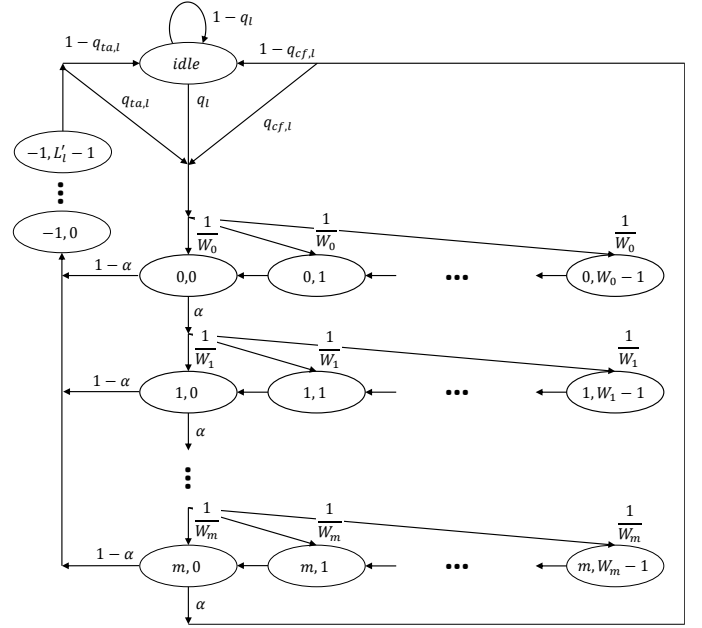 1 − q_l
1 − q_{ta,l}
idle
1 − q_{cf,l}
q_{ta,l}
q_l
q_{cf,l}
−1, L′_l − 1
−1, 0
1/W_0
1/W_0
1/W_0
1 − α
0,0
0, 1
0, W_0 − 1
α
1/W_1
1/W_1
1/W_1
1 − α
1, 0
1, 1
1, W_1 − 1
α
1/W_m
1/W_m
1/W_m
1 − α
m, 0
m, 1
m, W_m − 1
α